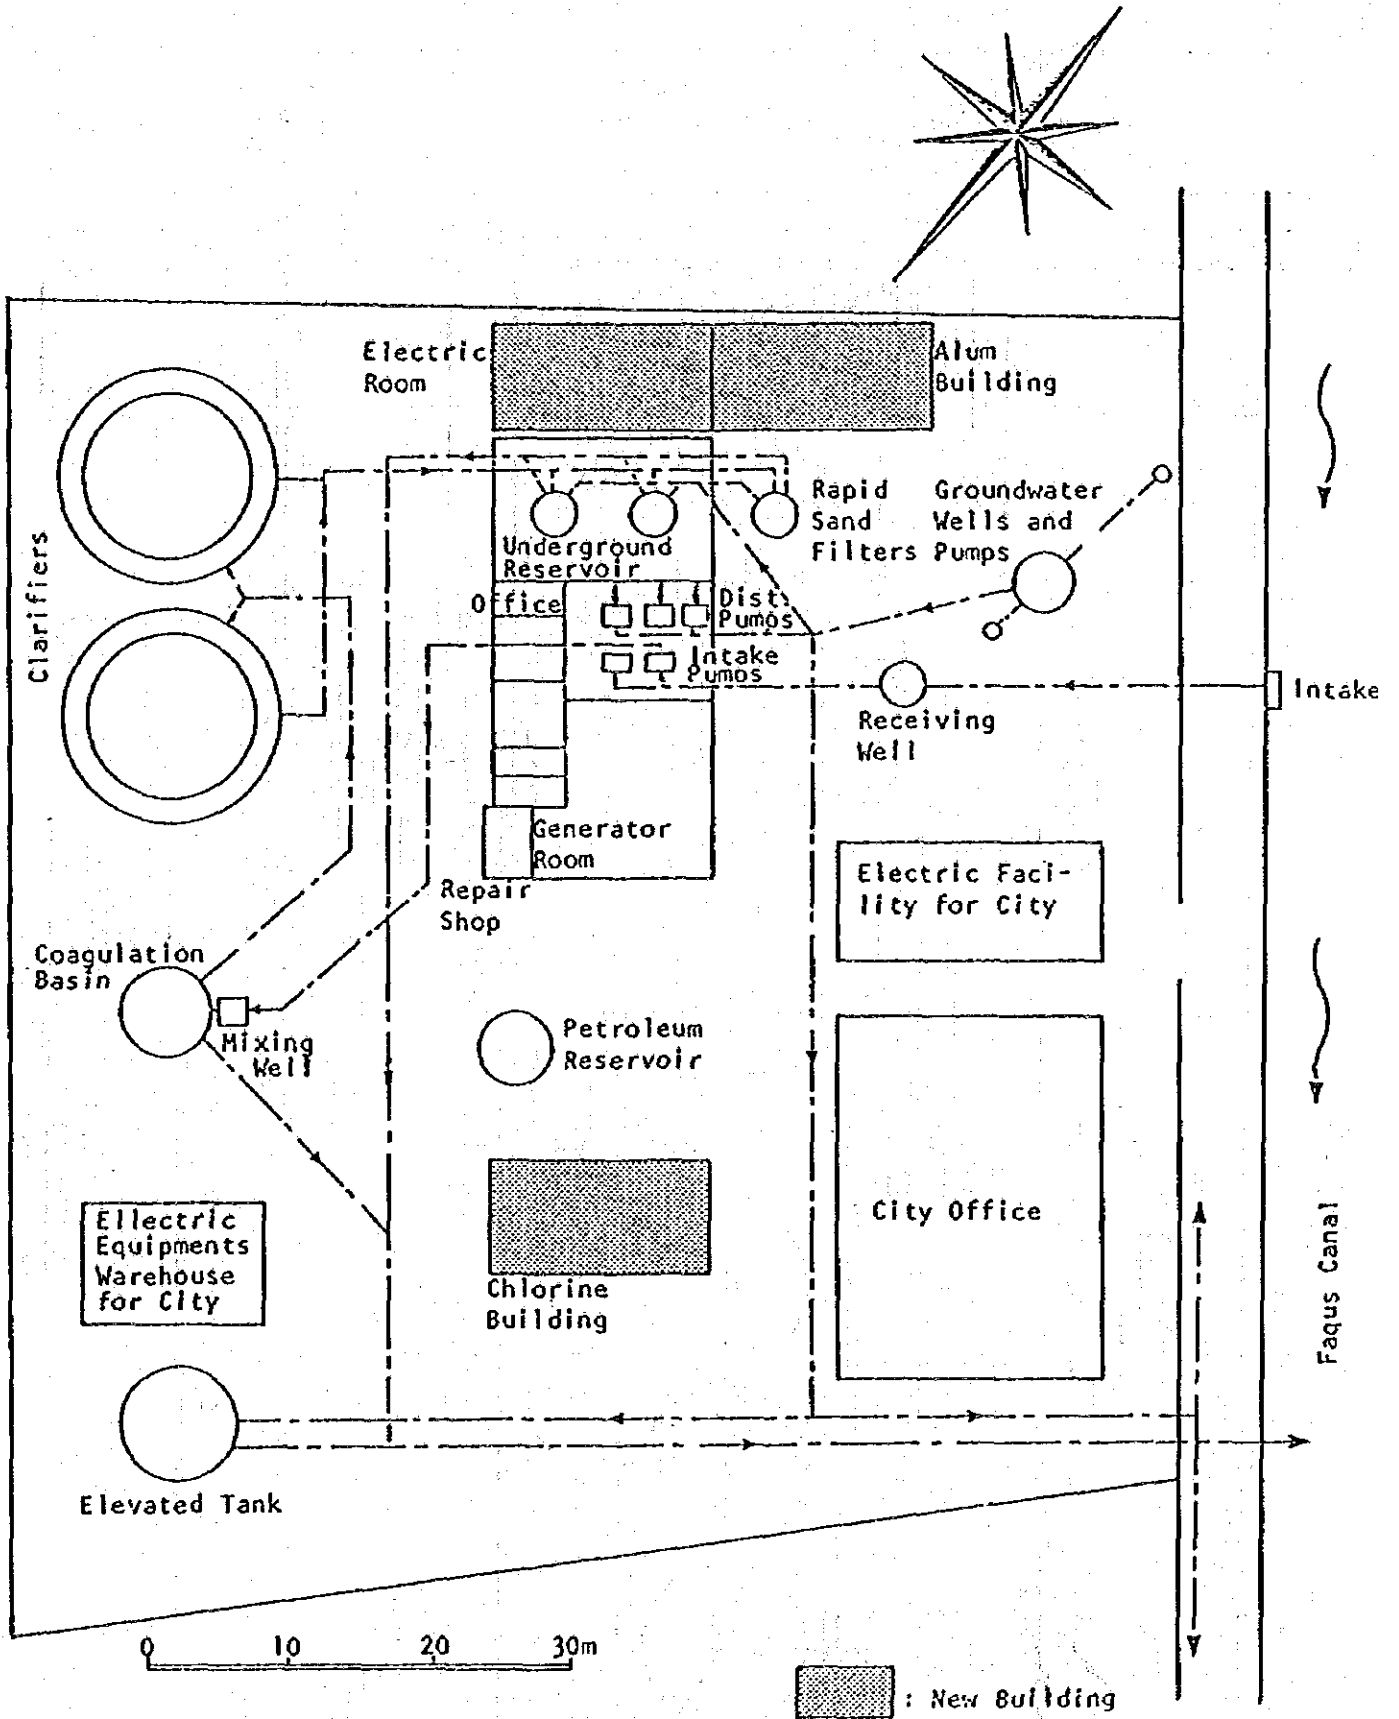 Electric
Room
Alum
Building
Rapid
Sand
Filters
Groundwater
Wells and
Pumps
Underground
Reservoir
Clarifiers
Office
Dist.
Pumps
Intake
Pumps
Intake
Receiving
Well
Generator
Room
Electric Faci-
lity for City
Repair
Shop
Coagulation
Basin
Mixing
Well
Petroleum
Reservoir
Ellectric
Equipments
Warehouse
for City
City Office
Chlorine
Building
Faqus Canal
Elevated Tank
0 10 20 30m
: New Building